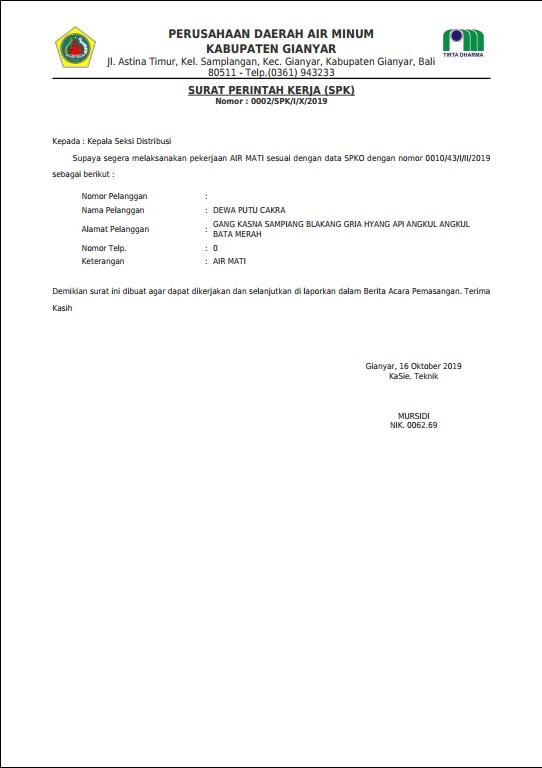 PERUSAHAAN DAERAH AIR MINUM
KABUPATEN GIANYAR
Jl. Astina Timur, Kel. Samplangan, Kec. Gianyar, Kabupaten Gianyar, Bali
80511 - Telp.(0361) 943233
TIRTA DHARMA
SURAT PERINTAH KERJA (SPK)
Nomor : 0002/SPK/I/X/2019
Kepada : Kepala Seksi Distribusi
Supaya segera melaksanakan pekerjaan AIR MATI sesuai dengan data SPKO dengan nomor 0010/43/I/II/2019
sebagai berikut :
Nomor Pelanggan :
Nama Pelanggan : DEWA PUTU CAKRA
Alamat Pelanggan : GANG KASNA SAMPIANG BLAKANG GRIA HYANG API ANGKUL ANGKUL
BATA MERAH
Nomor Telp. : 0
Keterangan : AIR MATI
Demikian surat ini dibuat agar dapat dikerjakan dan selanjutkan di laporkan dalam Berita Acara Pemasangan. Terima
Kasih
Gianyar, 16 Oktober 2019
KaSie. Teknik
MURSIDI
NIK. 0062.69